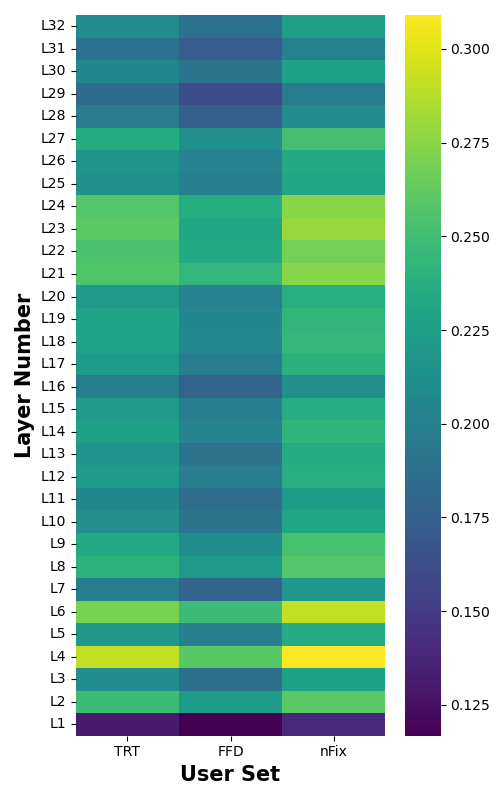 L32
L31
L30
L29
L28
L27
L26
L25
L24
L23
L22
L21
L20
L19
L18
L17
L16
L15
L14
L13
L12
L11
L10
L9
L8
L7
L6
L5
L4
L3
L2
L1
Layer Number
TRT FFD nFix
User Set
0.300
0.275
0.250
0.225
0.200
0.175
0.150
0.125